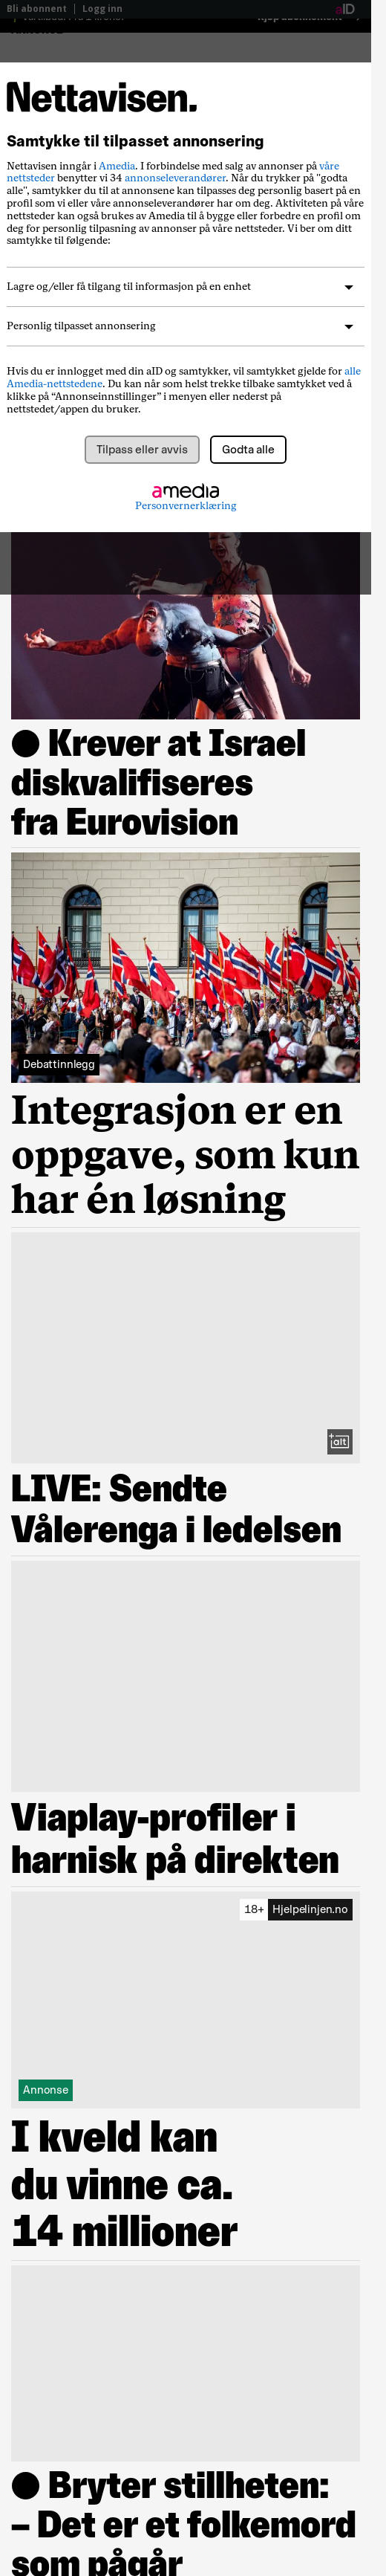 Bli abonnent | Logg inn
aID
Nettavisen.
Samtykke til tilpasset annonsering
Nettavisen inngår i Amedia. I forbindelse med salg av annonser på våre
nettsteder benytter vi 34 annonseleverandører. Når du trykker på "godta
alle", samtykker du til at annonsene kan tilpasses deg personlig basert på en
profil som vi eller våre annonseleverandører har om deg. Aktiviteten på våre
nettsteder kan også brukes av Amedia til å bygge eller forbedre en profil om
deg for personlig tilpasning av annonser på våre nettsteder. Vi ber om ditt
samtykke til følgende:
Lagre og/eller få tilgang til informasjon på en enhet
Personlig tilpasset annonsering
Hvis du er innlogget med din aID og samtykker, vil samtykket gjelde for alle
Amedia-nettstedene. Du kan når som helst trekke tilbake samtykket ved å
klikke på “Annonseinnstillinger” i menyen eller nederst på
nettstedet/appen du bruker.
Tilpass eller avvis
Godta alle
amedia
Personvernerklæring
● Krever at Israel
diskvalifiseres
fra Eurovision
Debattinnlegg
Integrasjon er en
oppgave, som kun
har én løsning
+alt
LIVE: Sendte
Vålerenga i ledelsen
Viaplay-profiler i
harnisk på direkten
18+ Hjelpelinjen.no
Annonse
I kveld kan
du vinne ca.
14 millioner
● Bryter stillheten:
– Det er et folkemord
som pågår